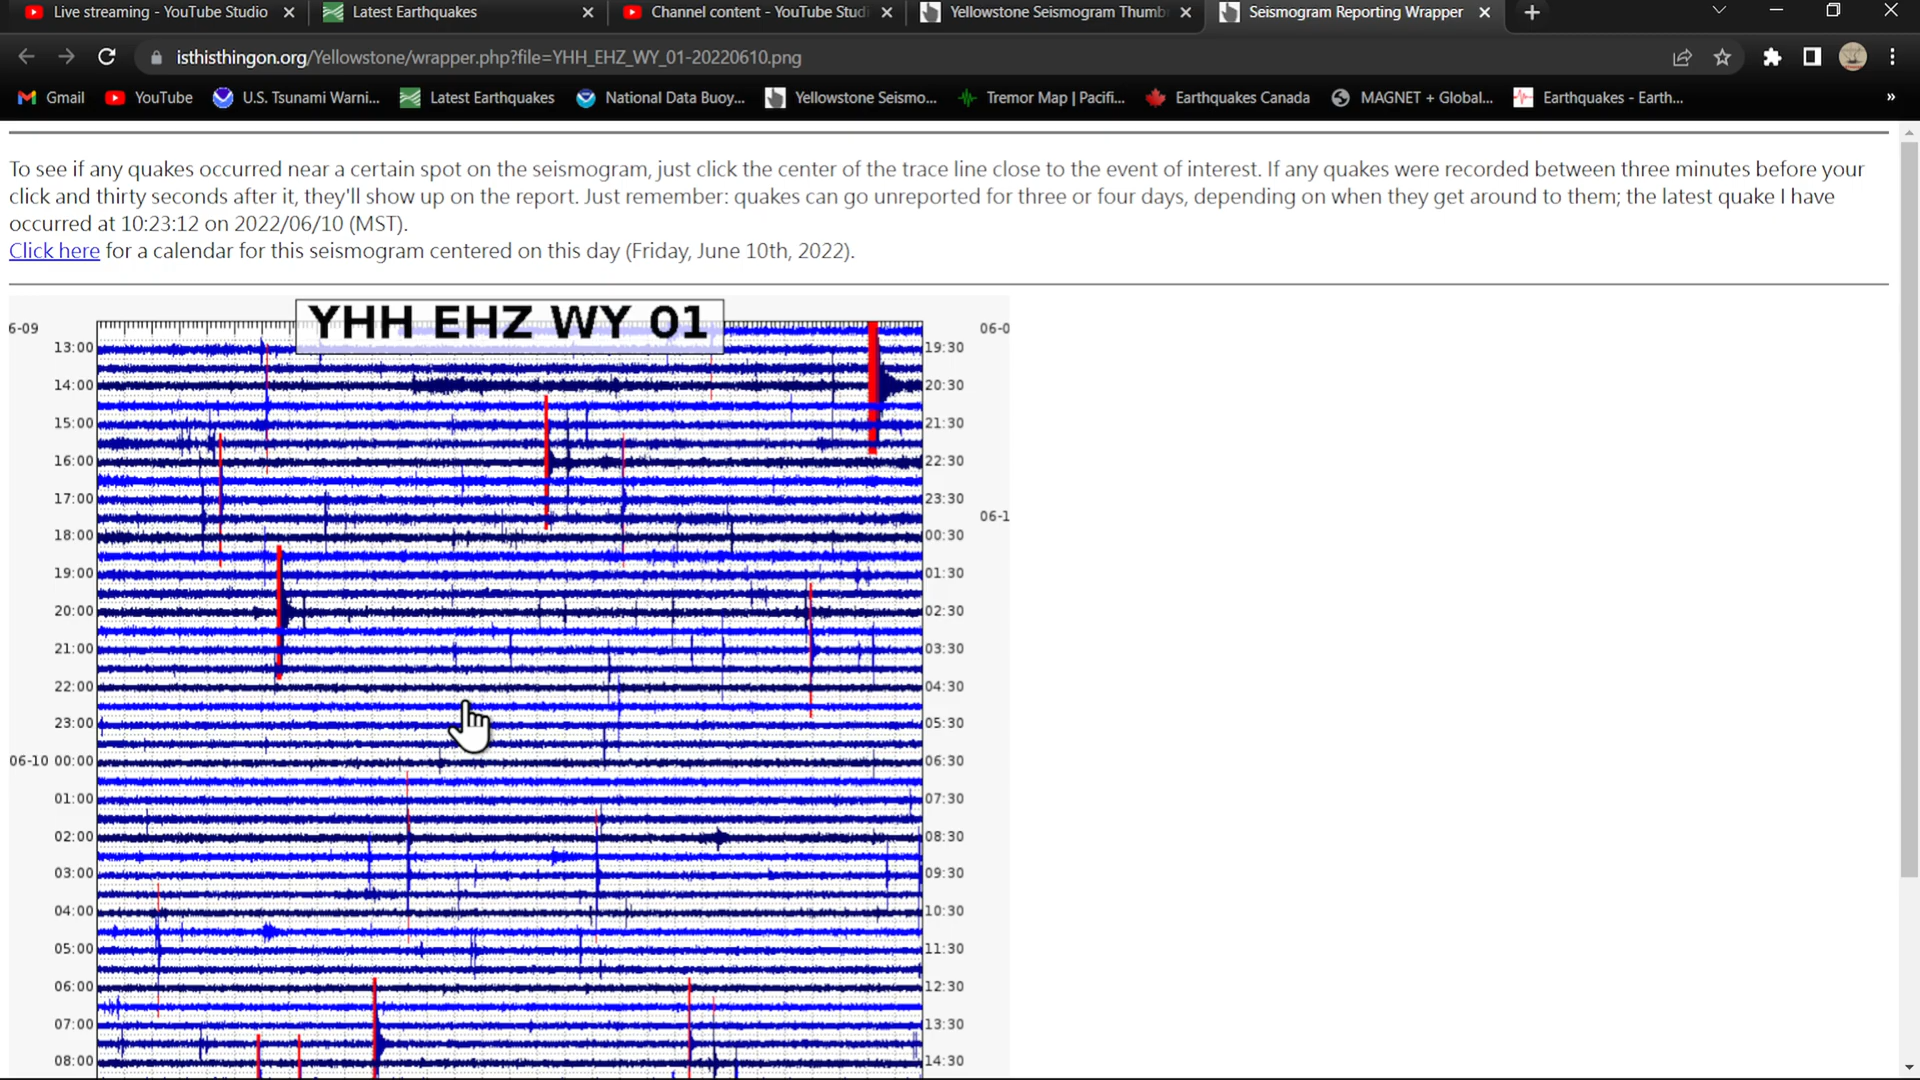 Live streaming - YouTube Studio
Latest Earthquakes
Channel content - YouTube Studi
Yellowstone Seismogram Thumb
Seismogram Reporting Wrapper
isthisthingon.org/Yellowstone/wrapper.php?file=YHH_EHZ_WY_01-20220610.png
Gmail
YouTube
U.S. Tsunami Warni...
Latest Earthquakes
National Data Buoy...
Yellowstone Seismo...
Tremor Map | Pacifi...
Earthquakes Canada
MAGNET + Global...
Earthquakes - Earth...
»
To see if any quakes occurred near a certain spot on the seismogram, just click the center of the trace line close to the event of interest. If any quakes were recorded between three minutes before your
click and thirty seconds after it, they'll show up on the report. Just remember: quakes can go unreported for three or four days, depending on when they get around to them; the latest quake I have
occurred at 10:23:12 on 2022/06/10 (MST).
Click here for a calendar for this seismogram centered on this day (Friday, June 10th, 2022).
YHH EHZ WY 01
6-09 06-0
13:00 19:30
14:00 20:30
15:00 21:30
16:00 22:30
17:00 23:30
06-1
18:00 00:30
19:00 01:30
20:00 02:30
21:00 03:30
22:00 04:30
23:00 05:30
06-10 00:00 06:30
01:00 07:30
02:00 08:30
03:00 09:30
04:00 10:30
05:00 11:30
06:00 12:30
07:00 13:30
08:00 14:30